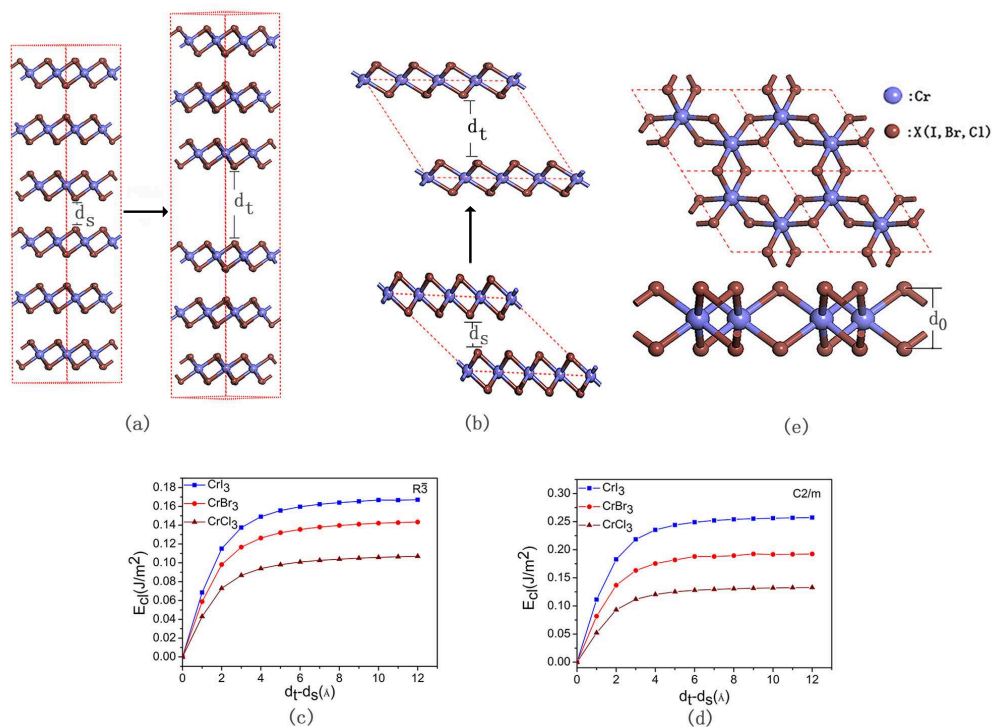 d_s
d_t
(a)
d_t
d_s
(b)
:Cr
:X(I,Br,Cl)
d_0
(e)
CrI_3
CrBr_3
CrCl_3
R3̄
0.18
0.16
0.14
0.12
0.10
0.08
0.06
0.04
0.02
0.00
E_cl(J/m^2)
0 2 4 6 8 10 12
d_t-d_s(Å)
(c)
CrI_3
CrBr_3
CrCl_3
C2/m
0.30
0.25
0.20
0.15
0.10
0.05
0.00
E_cl(J/m^2)
0 2 4 6 8 10 12
d_t-d_s(Å)
(d)